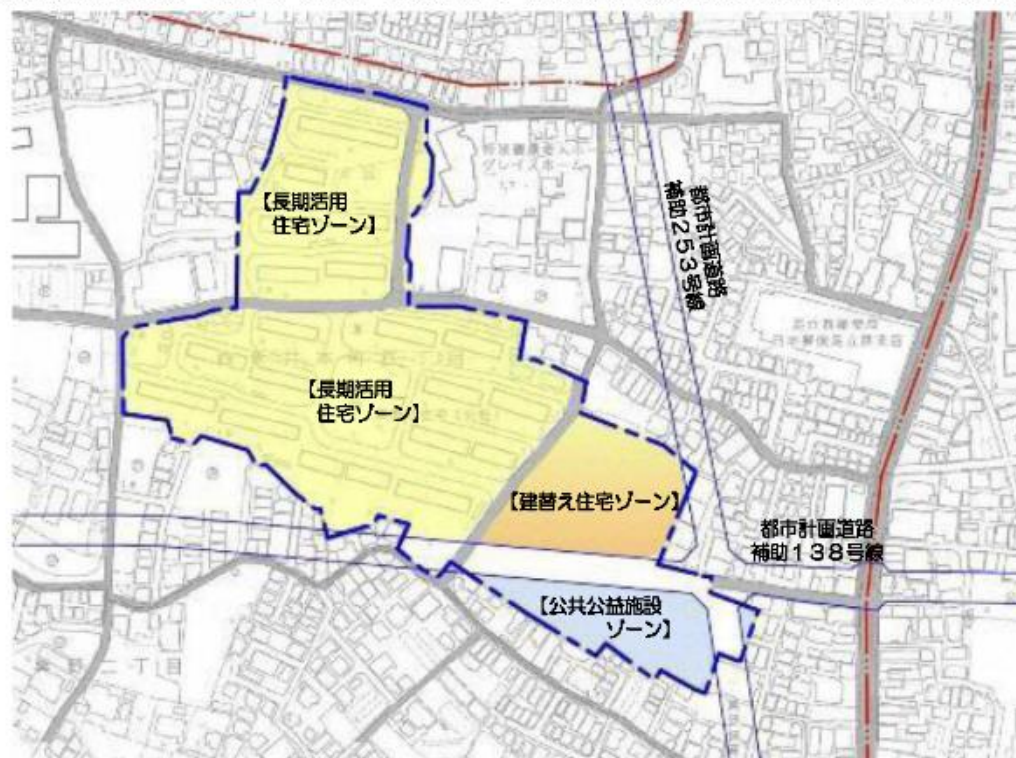 【長期活用
住宅ゾーン】
都市計画道路
補助253号線
【長期活用
住宅ゾーン】
【建替え住宅ゾーン】
都市計画道路
補助138号線
【公共公益施設
ゾーン】
二丁目